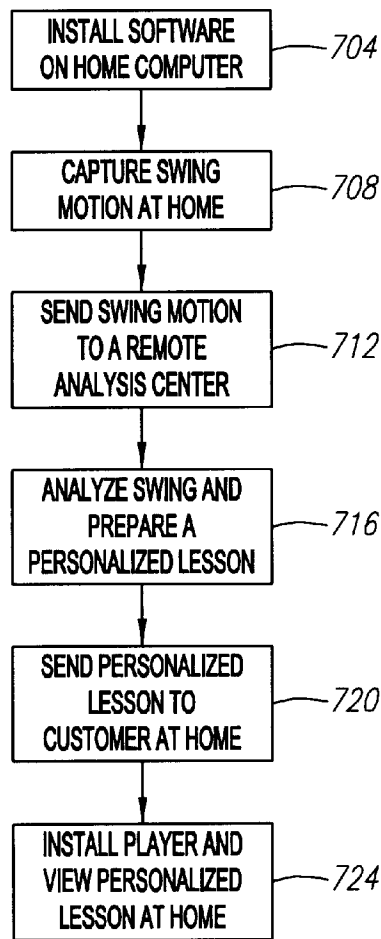 INSTALL SOFTWARE
ON HOME COMPUTER
704
CAPTURE SWING
MOTION AT HOME
708
SEND SWING MOTION
TO A REMOTE
ANALYSIS CENTER
712
ANALYZE SWING AND
PREPARE A
PERSONALIZED LESSON
716
SEND PERSONALIZED
LESSON TO
CUSTOMER AT HOME
720
INSTALL PLAYER AND
VIEW PERSONALIZED
LESSON AT HOME
724